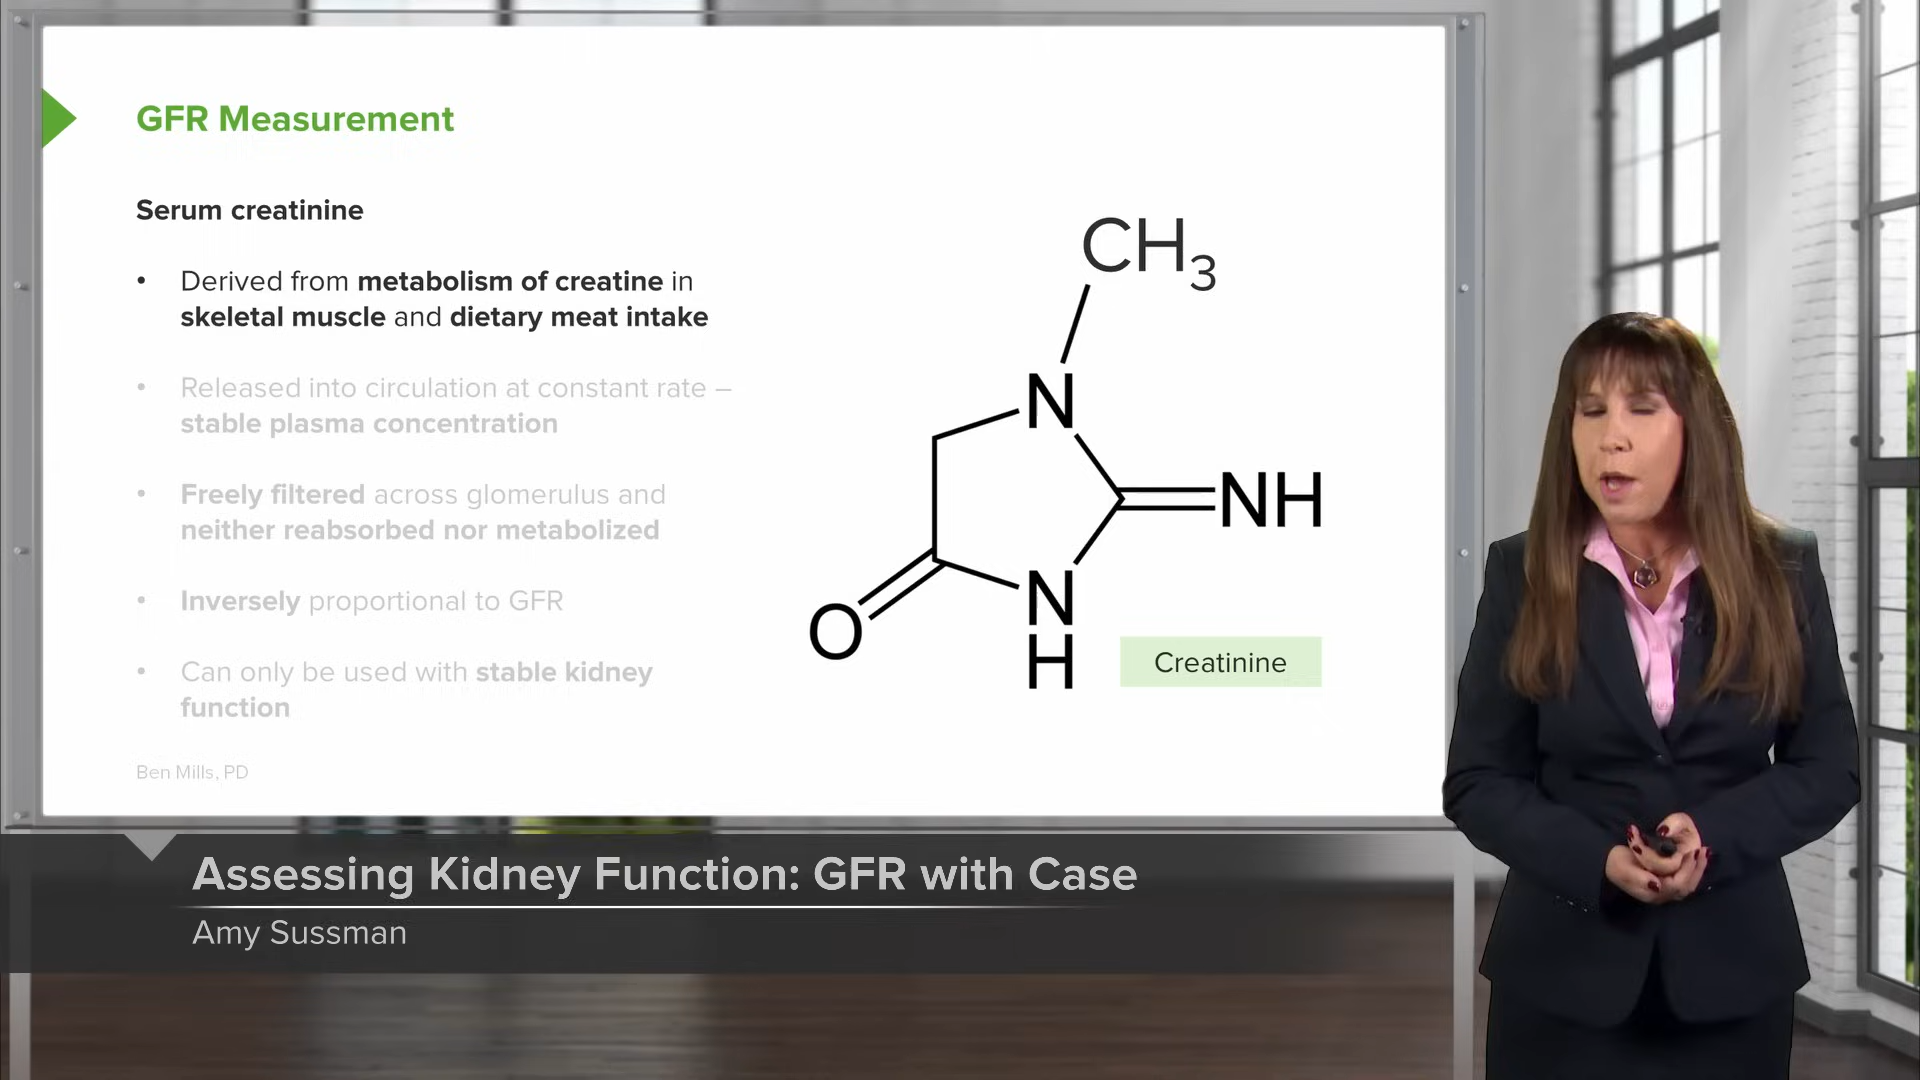 GFR Measurement
Serum creatinine
• Derived from metabolism of creatine in
skeletal muscle and dietary meat intake
• Released into circulation at constant rate –
stable plasma concentration
• Freely filtered across glomerulus and
neither reabsorbed nor metabolized
• Inversely proportional to GFR
• Can only be used with stable kidney
function
Ben Mills, PD
CH3
N
NH
N
H
O
Creatinine
Assessing Kidney Function: GFR with Case
Amy Sussman